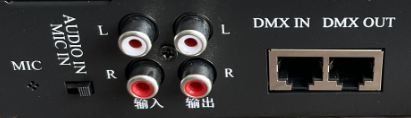 MIC
AUDIO IN
MIC IN
L
L
R
R
输入
输出
DMX IN
DMX OUT